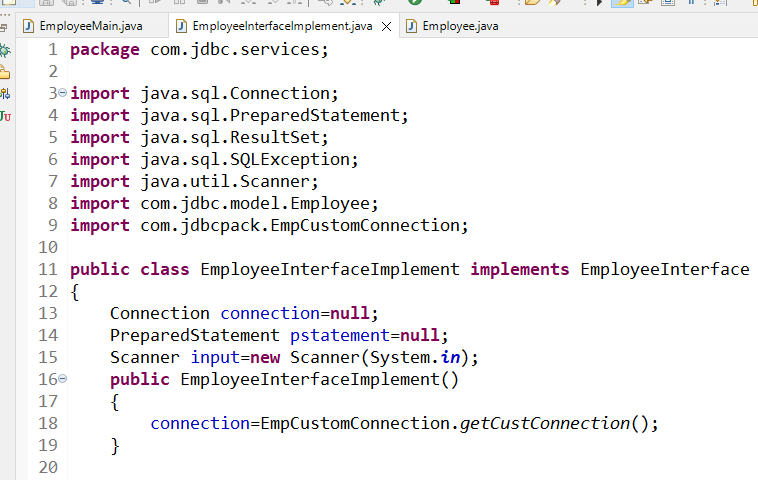 EmployeeMain.java
EmployeeInterfaceImplement.java
Employee.java
1 package com.jdbc.services;
2
3 import java.sql.Connection;
4 import java.sql.PreparedStatement;
5 import java.sql.ResultSet;
6 import java.sql.SQLException;
7 import java.util.Scanner;
8 import com.jdbc.model.Employee;
9 import com.jdbcpack.EmpCustomConnection;
10
11 public class EmployeeInterfaceImplement implements EmployeeInterface
12 {
13     Connection connection=null;
14     PreparedStatement pstatement=null;
15     Scanner input=new Scanner(System.in);
16     public EmployeeInterfaceImplement()
17     {
18         connection=EmpCustomConnection.getCustConnection();
19     }
20